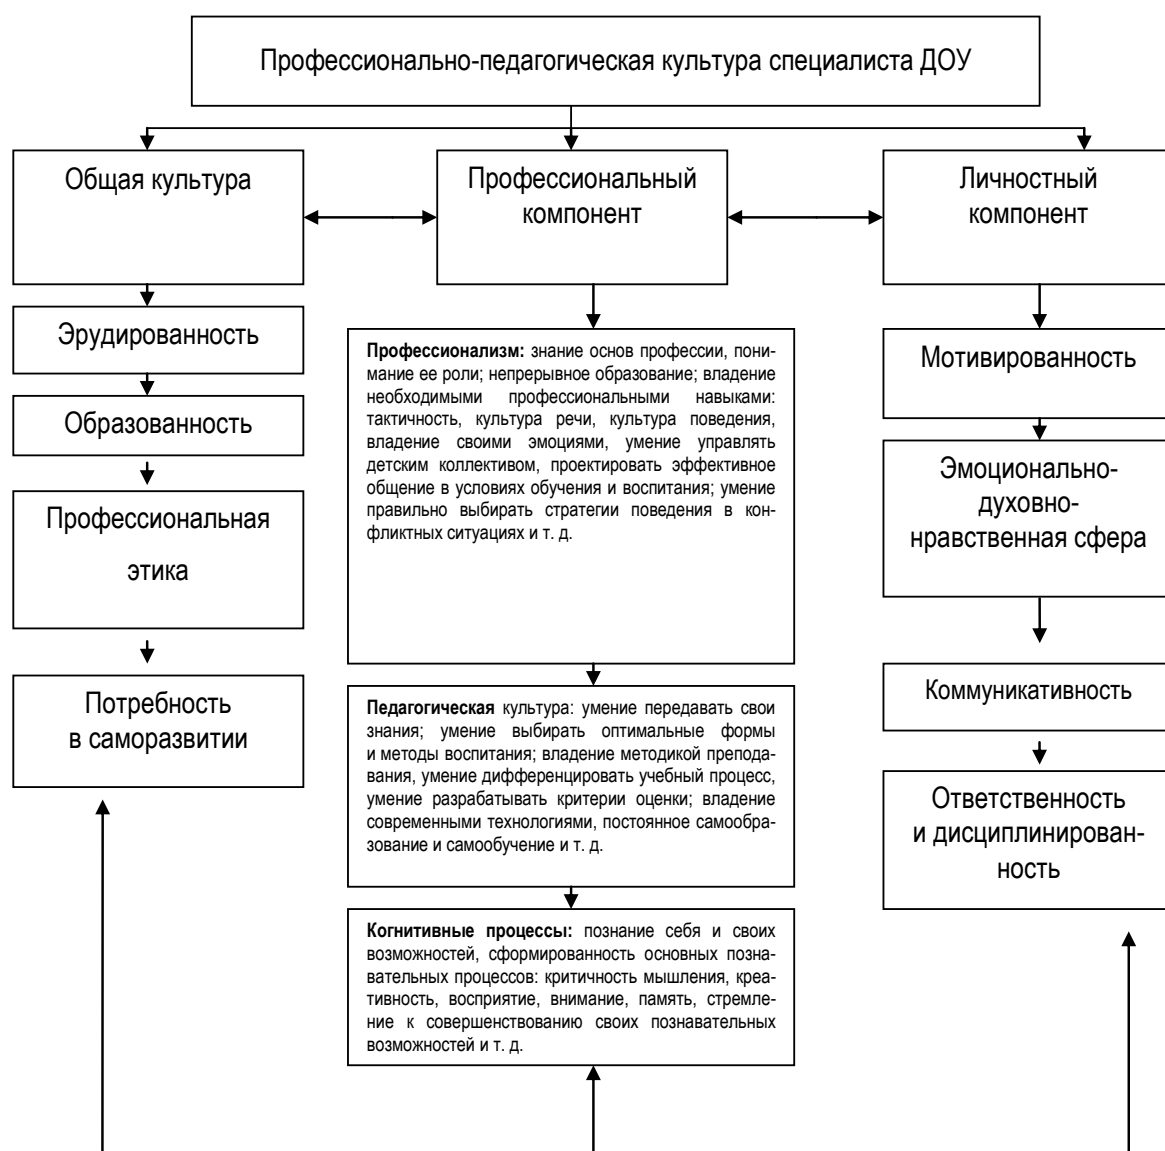 Профессионально-педагогическая культура специалиста ДОУ
Общая культура
Профессиональный
компонент
Личностный
компонент
Эрудированность
Образованность
Профессиональная
этика
Потребность
в саморазвитии
Профессионализм: знание основ профессии, пони-
мание ее роли; непрерывное образование; владение
необходимыми профессиональными навыками:
тактичность, культура речи, культура поведения,
владение своими эмоциями, умение управлять
детским коллективом, проектировать эффективное
общение в условиях обучения и воспитания; умение
правильно выбирать стратегии поведения в кон-
фликтных ситуациях и т. д.
Педагогическая культура: умение передавать свои
знания; умение выбирать оптимальные формы
и методы воспитания; владение методикой препода-
вания, умение дифференцировать учебный процесс,
умение разрабатывать критерии оценки; владение
современными технологиями, постоянное самообра-
зование и самообучение и т. д.
Когнитивные процессы: познание себя и своих
возможностей, сформированность основных позна-
вательных процессов: критичность мышления, креа-
тивность, восприятие, внимание, память, стремле-
ние к совершенствованию своих познавательных
возможностей и т. д.
Мотивированность
Эмоционально-
духовно-
нравственная сфера
Коммуникативность
Ответственность
и дисциплинирован-
ность